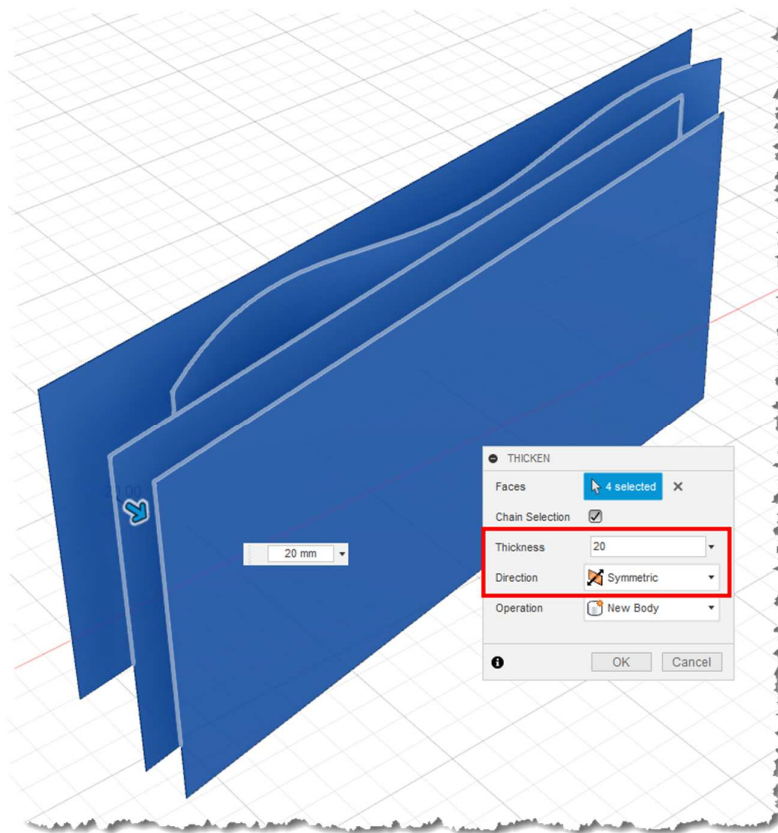 THICKEN
Faces 4 selected
Chain Selection
Thickness 20
Direction Symmetric
20 mm
Operation New Body
OK Cancel